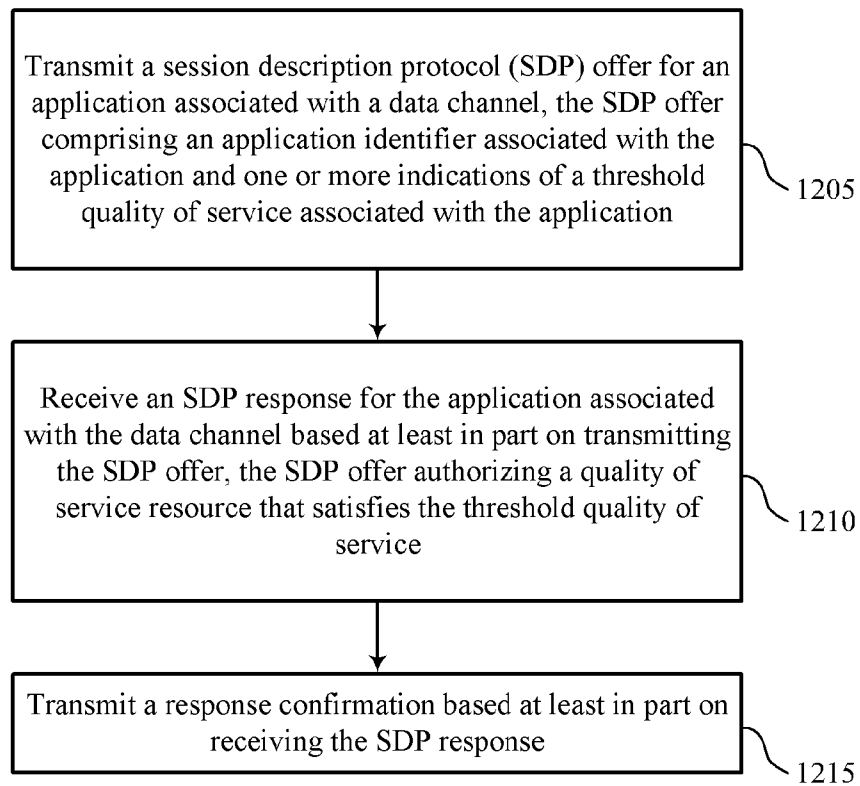 Transmit a session description protocol (SDP) offer for an
application associated with a data channel, the SDP offer
comprising an application identifier associated with the
application and one or more indications of a threshold
quality of service associated with the application
1205
Receive an SDP response for the application associated
with the data channel based at least in part on transmitting
the SDP offer, the SDP offer authorizing a quality of
service resource that satisfies the threshold quality of
service
1210
Transmit a response confirmation based at least in part on
receiving the SDP response
1215